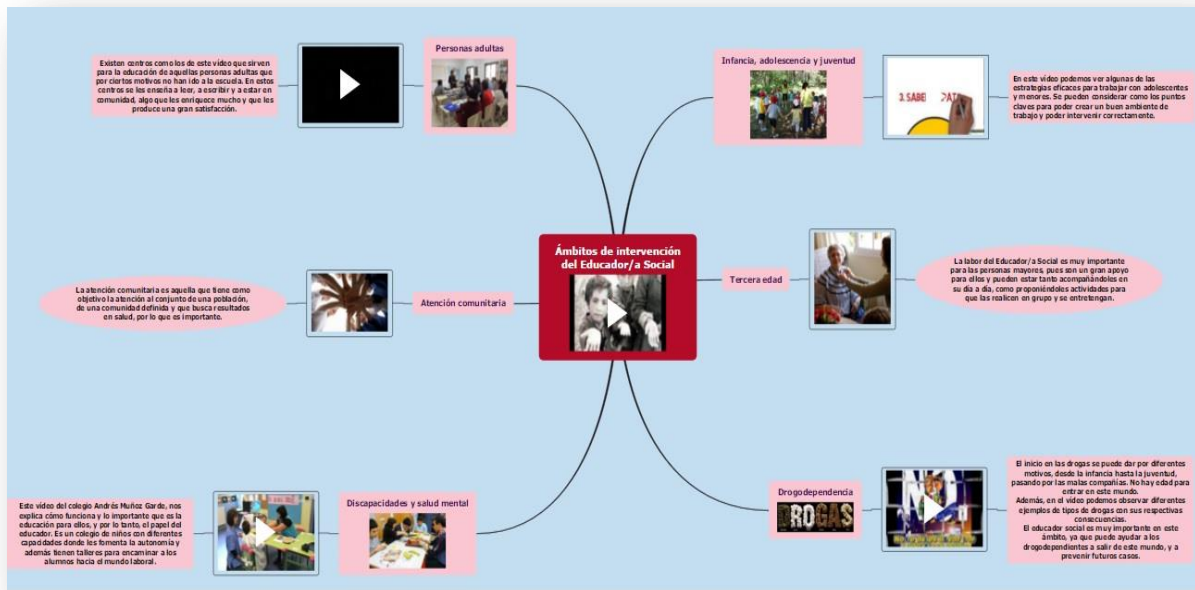 Personas adultas
Existen centros como los de este vídeo que sirven
para la educación de aquellas personas adultas que
por ciertos motivos no han ido a la escuela. En estos
centros se les enseña a leer, a escribir y a estar en
comunidad, algo que les enriquece mucho y que les
produce una gran satisfacción.
Infancia, adolescencia y juventud
3.SABE
En este vídeo podemos ver algunas de las
estrategias eficaces para trabajar con adolescentes
y menores. Se pueden considerar como los puntos
claves para poder crear un buen ambiente de
trabajo y poder intervenir correctamente.
Ámbitos de intervención
del Educador/a Social
Atención comunitaria
La atención comunitaria es aquella que tiene como
objetivo la atención al conjunto de una población,
de una comunidad definida y que busca resultados
en salud, por lo que es importante.
Tercera edad
La labor del Educador/a Social es muy importante
para las personas mayores, pues son un gran apoyo
para ellos y pueden estar tanto acompañándoles en
su día a día, como proponiéndoles actividades para
que las realicen en grupo y se entretengan.
Discapacidades y salud mental
Este vídeo del colegio Andrés Muñoz Garde, nos
explica cómo funciona y lo importante que es la
educación para ellos, y por lo tanto, el papel del
educador. Es un colegio de niños con diferentes
capacidades donde les fomenta la autonomía y
además tienen talleres para encaminar a los
alumnos hacia el mundo laboral.
Drogodependencia
DROGAS
El inicio en las drogas se puede dar por diferentes
motivos, desde la infancia hasta la juventud,
pasando por las malas compañías. No hay edad para
entrar en este mundo.
Además, en el vídeo podemos observar diferentes
ejemplos de tipos de drogas con sus respectivas
consecuencias.
El educador social es muy importante en este
ámbito, ya que puede ayudar a los
drogodependientes a salir de este mundo, y a
prevenir futuros casos.